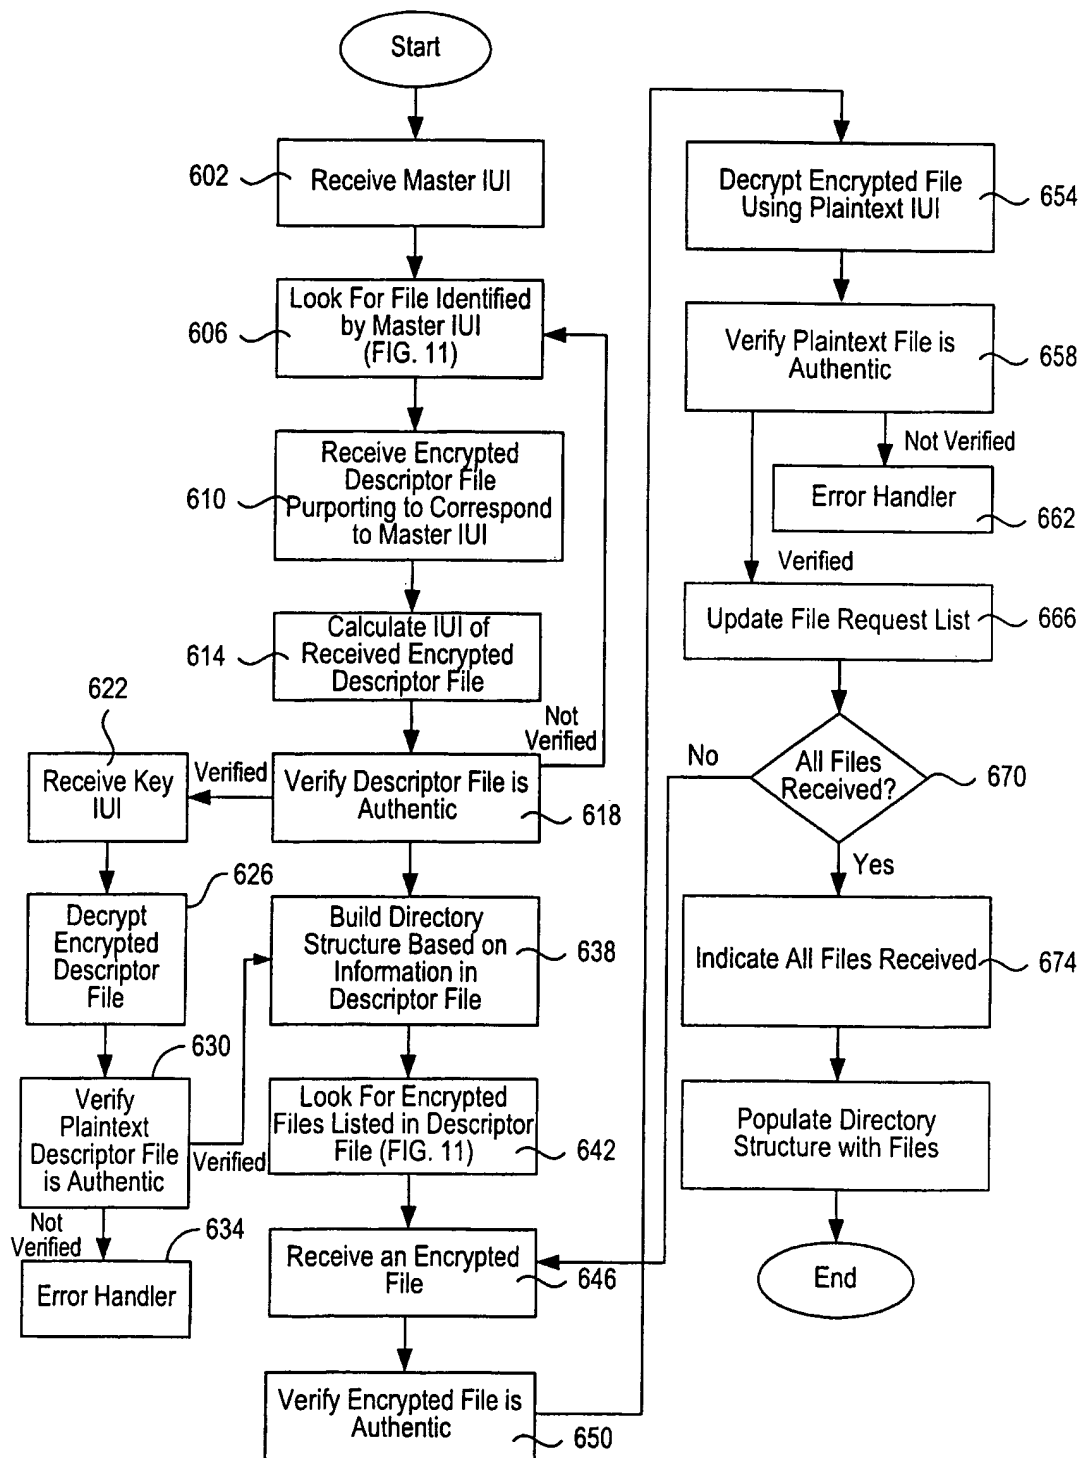 Start
602
Receive Master IUI
606
Look For File Identified
by Master IUI
(FIG. 11)
610
Receive Encrypted
Descriptor File
Purporting to Correspond
to Master IUI
614
Calculate IUI of
Received Encrypted
Descriptor File
Not
Verified
622
Receive Key
IUI
Verified
Verify Descriptor File is
Authentic
618
626
Decrypt
Encrypted
Descriptor
File
Build Directory
Structure Based on
Information in
Descriptor File
638
630
Verify
Plaintext
Descriptor File
is Authentic
Verified
Look For Encrypted
Files Listed in Descriptor
File (FIG. 11)
642
Not
Verified
634
Error Handler
Receive an Encrypted
File
646
Verify Encrypted File is
Authentic
650
Decrypt Encrypted File
Using Plaintext IUI
654
Verify Plaintext File is
Authentic
658
Not Verified
Error Handler
662
Verified
Update File Request List
666
No
All Files
Received?
670
Yes
Indicate All Files Received
674
Populate Directory
Structure with Files
End